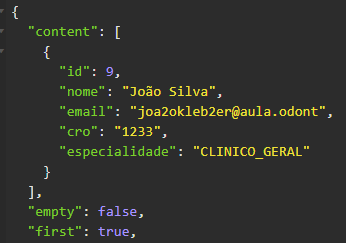 {
"content": [
{
"id": 9,
"nome": "João Silva",
"email": "joa2okleb2er@aula.odont",
"cro": "1233",
"especialidade": "CLINICO_GERAL"
}
],
"empty": false,
"first": true,